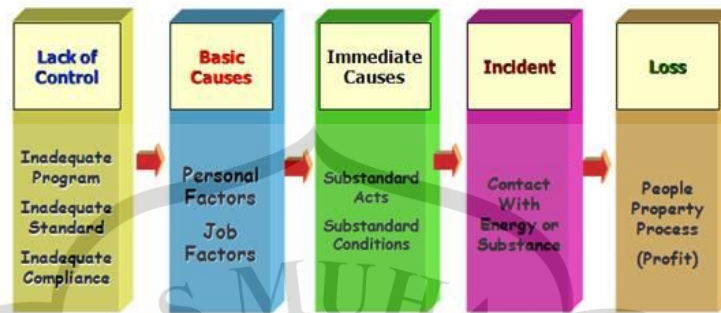 Lack of
Control
Inadequate
Program
Inadequate
Standard
Inadequate
Compliance
Basic
Causes
Personal
Factors
Job
Factors
Immediate
Causes
Substandard
Acts
Substandard
Conditions
Incident
Contact
With
Energy or
Substance
Loss
People
Property
Process
(Profit)
S MUH